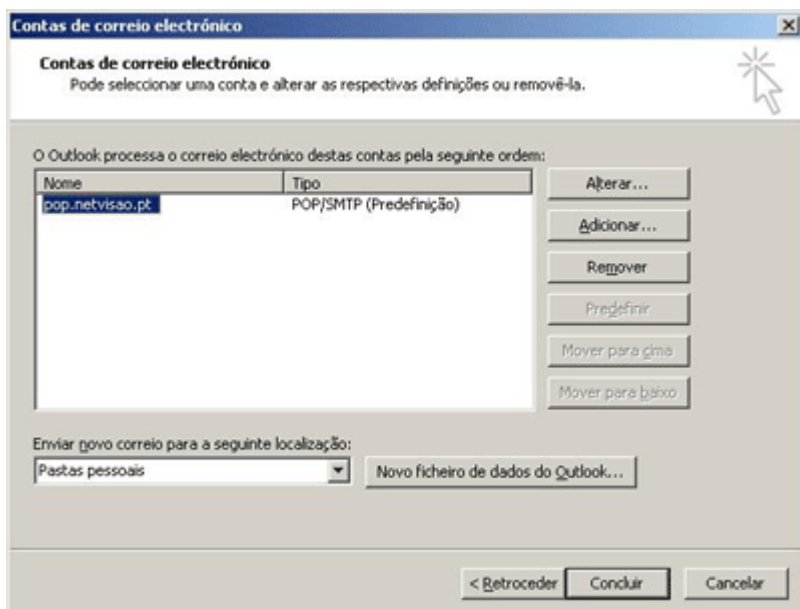 Contas de correio electrónico
Contas de correio electrónico
Pode seleccionar uma conta e alterar as respectivas definições ou removê-la.
O Outlook processa o correio electrónico destas contas pela seguinte ordem:
Nome Tipo
pop.netvisao.pt POP/SMTP (Predefinição)
Alterar...
Adicionar...
Remover
Predefinir
Mover para cima
Mover para baixo
Enviar novo correio para a seguinte localização:
Pastas pessoais
Novo ficheiro de dados do Outlook...
< Retroceder Concluir Cancelar